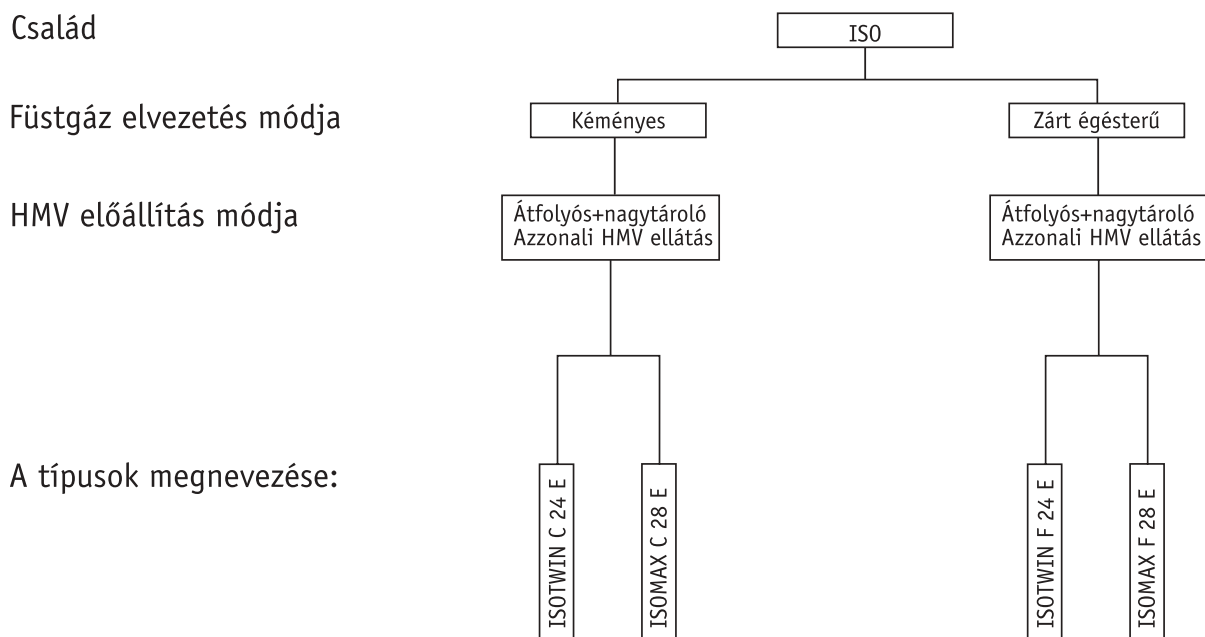 Család
ISO
Füstgáz elvezetés módja
Kéményes
Zárt égésterű
HMV előállítás módja
Átfolyós+nagytároló
Azzonali HMV ellátás
Átfolyós+nagytároló
Azzonali HMV ellátás
A típusok megnevezése:
ISOTWIN C 24 E
ISOMAX C 28 E
ISOTWIN F 24 E
ISOMAX F 28 E